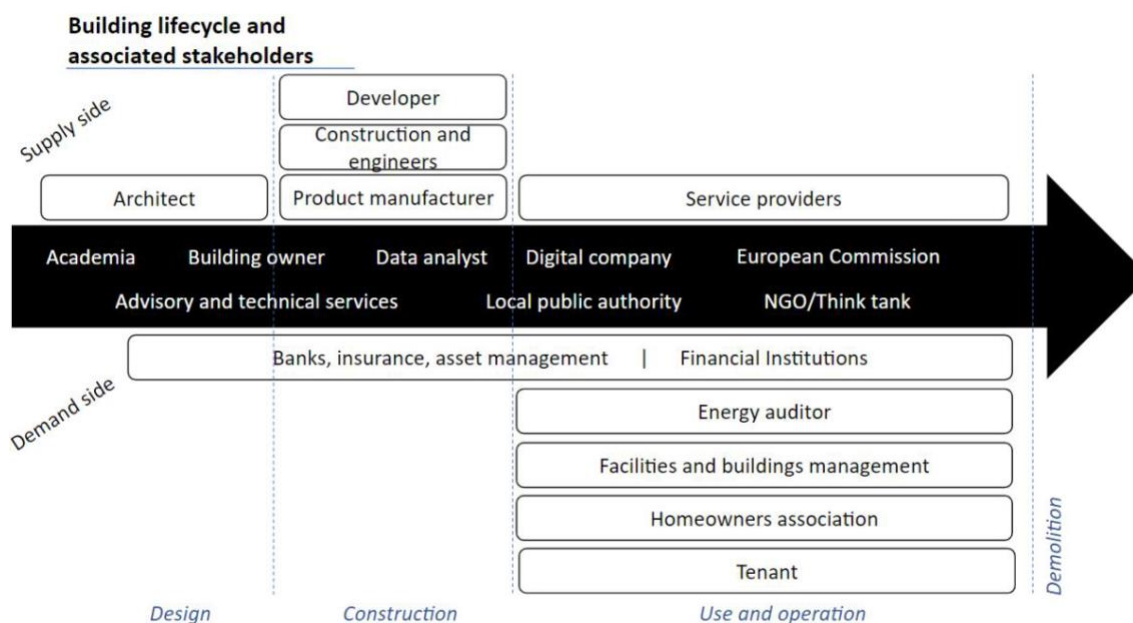 Building lifecycle and
associated stakeholders
Supply side
Developer
Construction and
engineers
Architect
Product manufacturer
Service providers
Academia
Building owner
Data analyst
Digital company
European Commission
Advisory and technical services
Local public authority
NGO/Think tank
Demand side
Banks, insurance, asset management | Financial Institutions
Energy auditor
Facilities and buildings management
Homeowners association
Tenant
Design
Construction
Use and operation
Demolition